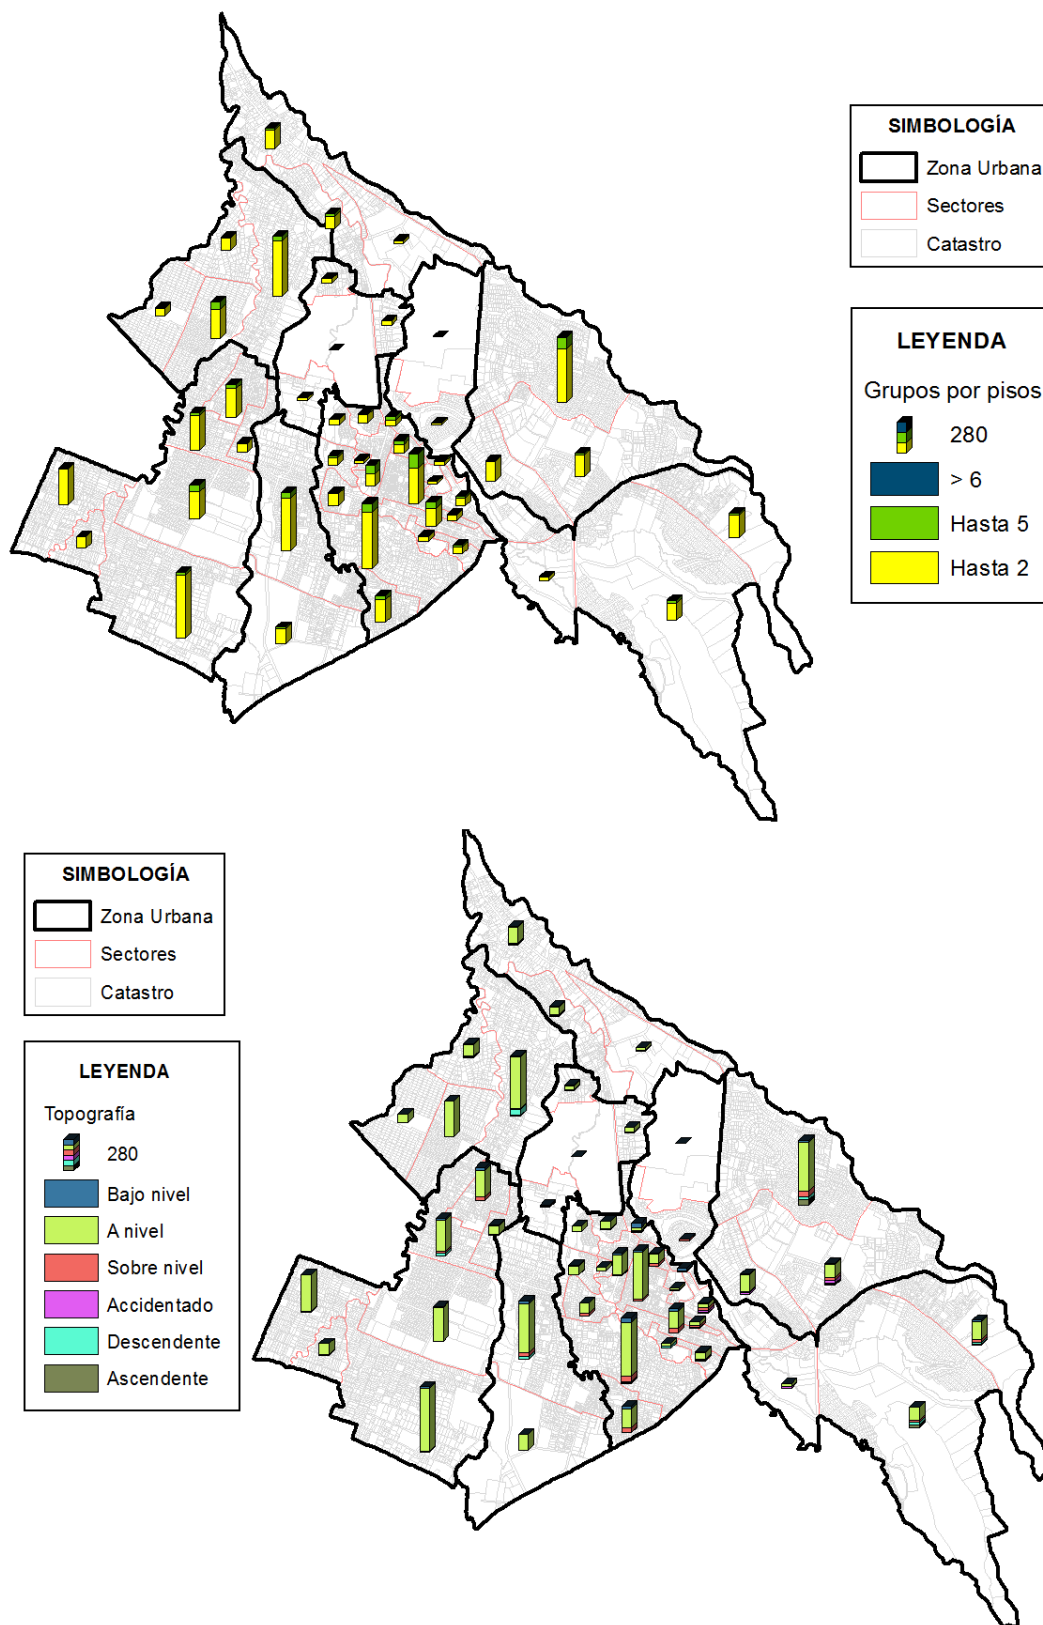 SIMBOLOGÍA
Zona Urbana
Sectores
Catastro
LEYENDA
Grupos por pisos
280
> 6
Hasta 5
Hasta 2
SIMBOLOGÍA
Zona Urbana
Sectores
Catastro
LEYENDA
Topografía
280
Bajo nivel
A nivel
Sobre nivel
Accidentado
Descendente
Ascendente